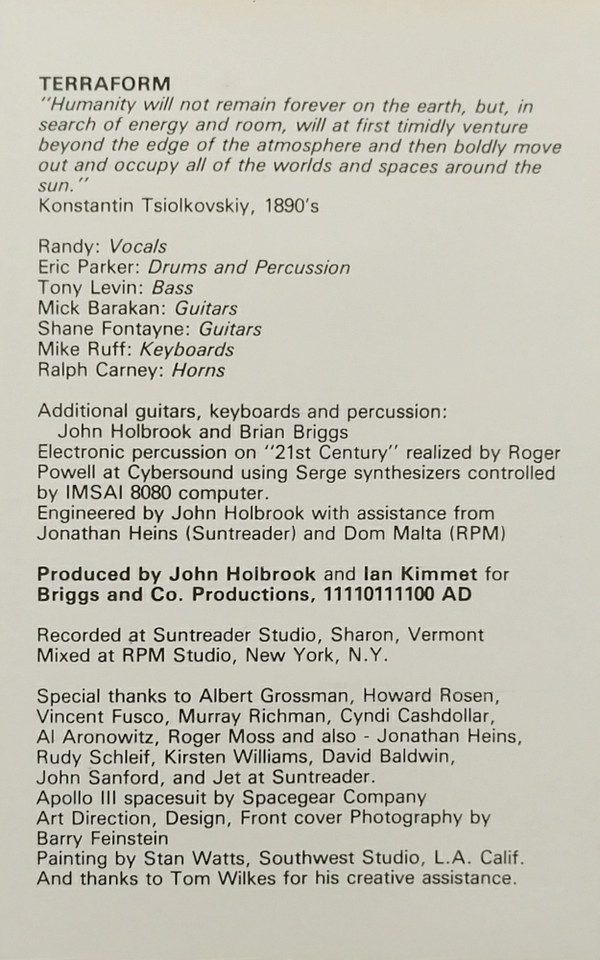 TERRAFORM
"Humanity will not remain forever on the earth, but, in
search of energy and room, will at first timidly venture
beyond the edge of the atmosphere and then boldly move
out and occupy all of the worlds and spaces around the
sun."
Konstantin Tsiolkovskiy, 1890's
Randy: Vocals
Eric Parker: Drums and Percussion
Tony Levin: Bass
Mick Barakan: Guitars
Shane Fontayne: Guitars
Mike Ruff: Keyboards
Ralph Carney: Horns
Additional guitars, keyboards and percussion:
John Holbrook and Brian Briggs
Electronic percussion on "21st Century" realized by Roger
Powell at Cybersound using Serge synthesizers controlled
by IMSAI 8080 computer.
Engineered by John Holbrook with assistance from
Jonathan Heins (Suntreader) and Dom Malta (RPM)
Produced by John Holbrook and Ian Kimmet for
Briggs and Co. Productions, 11110111100 AD
Recorded at Suntreader Studio, Sharon, Vermont
Mixed at RPM Studio, New York, N.Y.
Special thanks to Albert Grossman, Howard Rosen,
Vincent Fusco, Murray Richman, Cyndi Cashdollar,
Al Aronowitz, Roger Moss and also - Jonathan Heins,
Rudy Schleif, Kirsten Williams, David Baldwin,
John Sanford, and Jet at Suntreader.
Apollo III spacesuit by Spacegear Company
Art Direction, Design, Front cover Photography by
Barry Feinstein
Painting by Stan Watts, Southwest Studio, L.A. Calif.
And thanks to Tom Wilkes for his creative assistance.